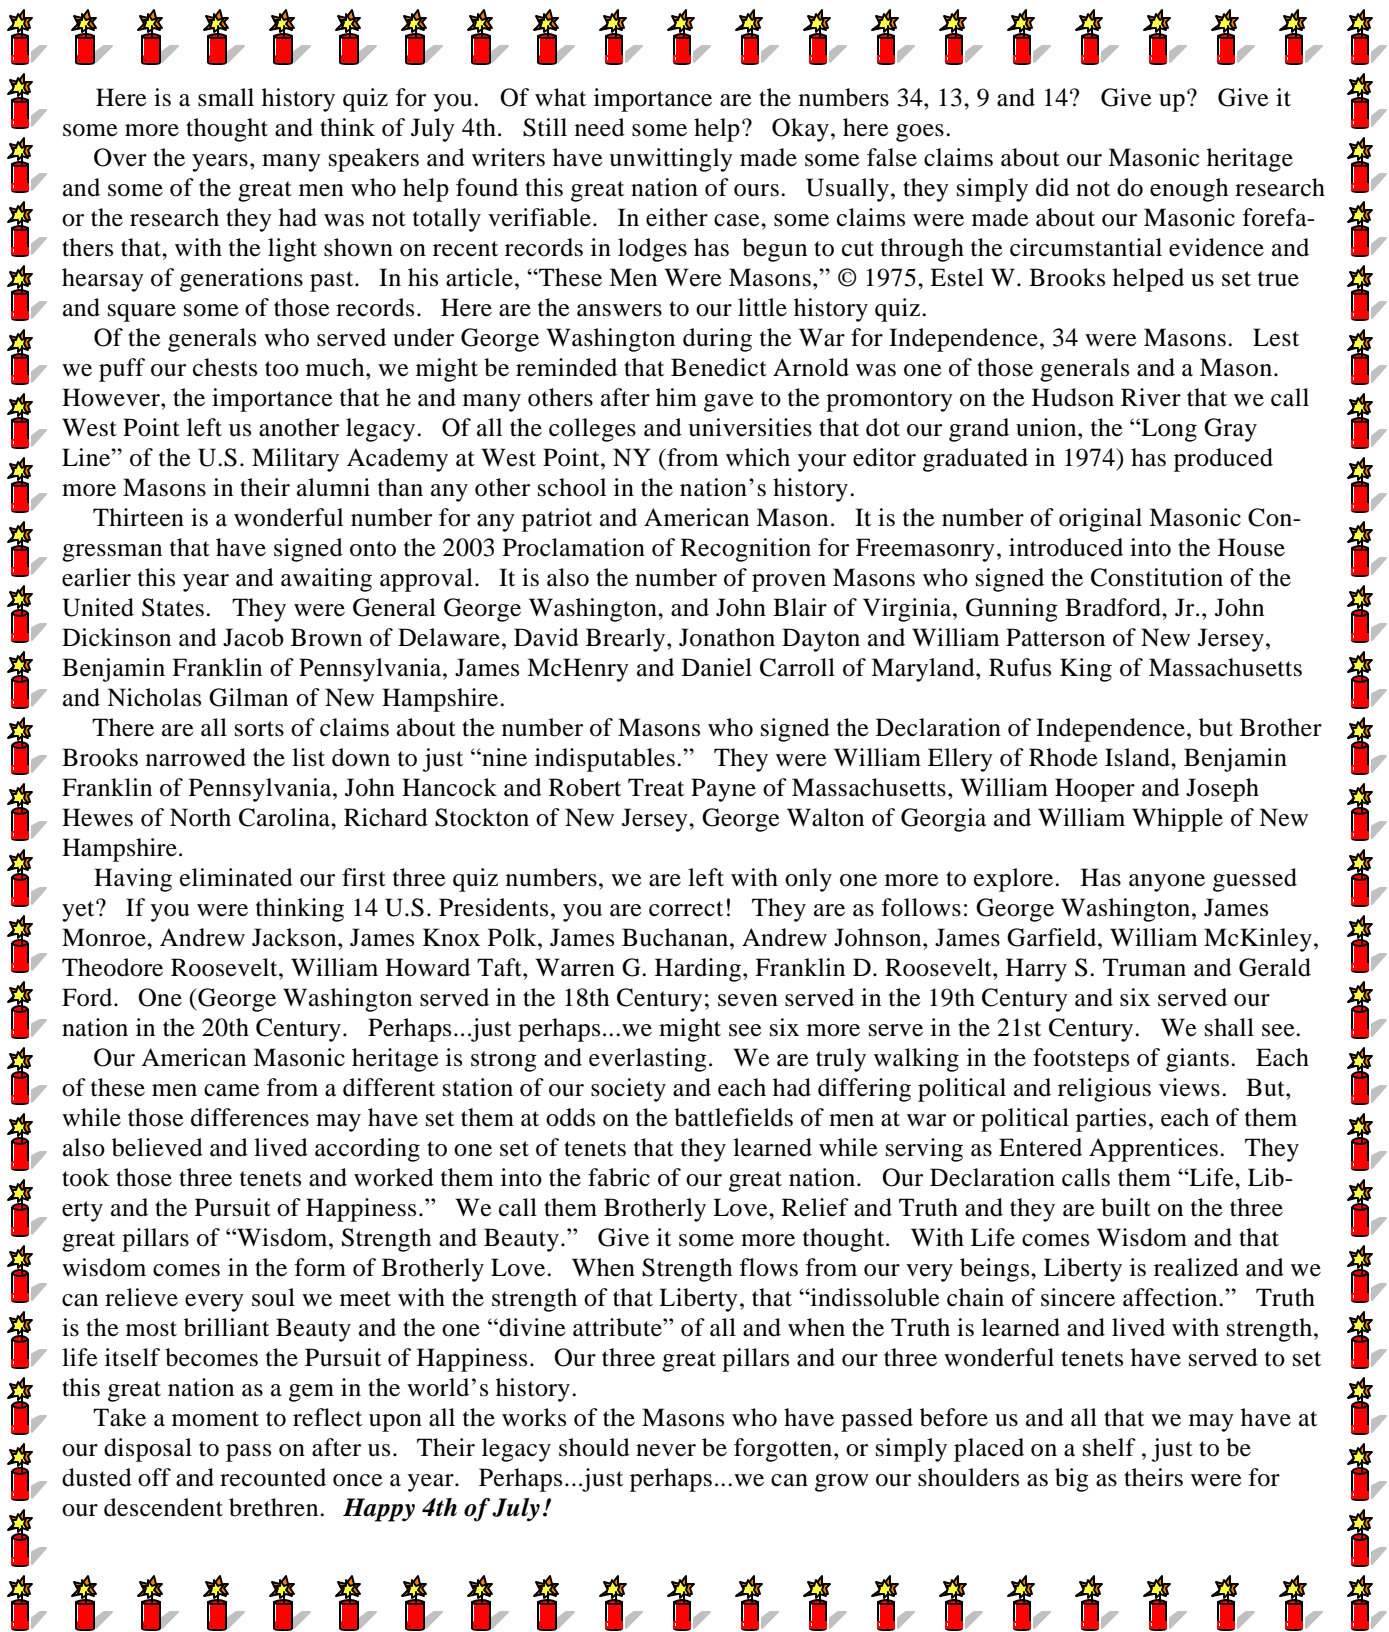 Here is a small history quiz for you. Of what importance are the numbers 34, 13, 9 and 14? Give up? Give it
some more thought and think of July 4th. Still need some help? Okay, here goes.
Over the years, many speakers and writers have unwittingly made some false claims about our Masonic heritage
and some of the great men who help found this great nation of ours. Usually, they simply did not do enough research
or the research they had was not totally verifiable. In either case, some claims were made about our Masonic forefa-
thers that, with the light shown on recent records in lodges has begun to cut through the circumstantial evidence and
hearsay of generations past. In his article, “These Men Were Masons,” © 1975, Estel W. Brooks helped us set true
and square some of those records. Here are the answers to our little history quiz.
Of the generals who served under George Washington during the War for Independence, 34 were Masons. Lest
we puff our chests too much, we might be reminded that Benedict Arnold was one of those generals and a Mason.
However, the importance that he and many others after him gave to the promontory on the Hudson River that we call
West Point left us another legacy. Of all the colleges and universities that dot our grand union, the “Long Gray
Line” of the U.S. Military Academy at West Point, NY (from which your editor graduated in 1974) has produced
more Masons in their alumni than any other school in the nation’s history.
Thirteen is a wonderful number for any patriot and American Mason. It is the number of original Masonic Con-
gressman that have signed onto the 2003 Proclamation of Recognition for Freemasonry, introduced into the House
earlier this year and awaiting approval. It is also the number of proven Masons who signed the Constitution of the
United States. They were General George Washington, and John Blair of Virginia, Gunning Bradford, Jr., John
Dickinson and Jacob Brown of Delaware, David Brearly, Jonathon Dayton and William Patterson of New Jersey,
Benjamin Franklin of Pennsylvania, James McHenry and Daniel Carroll of Maryland, Rufus King of Massachusetts
and Nicholas Gilman of New Hampshire.
There are all sorts of claims about the number of Masons who signed the Declaration of Independence, but Brother
Brooks narrowed the list down to just “nine indisputables.” They were William Ellery of Rhode Island, Benjamin
Franklin of Pennsylvania, John Hancock and Robert Treat Payne of Massachusetts, William Hooper and Joseph
Hewes of North Carolina, Richard Stockton of New Jersey, George Walton of Georgia and William Whipple of New
Hampshire.
Having eliminated our first three quiz numbers, we are left with only one more to explore. Has anyone guessed
yet? If you were thinking 14 U.S. Presidents, you are correct! They are as follows: George Washington, James
Monroe, Andrew Jackson, James Knox Polk, James Buchanan, Andrew Johnson, James Garfield, William McKinley,
Theodore Roosevelt, William Howard Taft, Warren G. Harding, Franklin D. Roosevelt, Harry S. Truman and Gerald
Ford. One (George Washington served in the 18th Century; seven served in the 19th Century and six served our
nation in the 20th Century. Perhaps...just perhaps...we might see six more serve in the 21st Century. We shall see.
Our American Masonic heritage is strong and everlasting. We are truly walking in the footsteps of giants. Each
of these men came from a different station of our society and each had differing political and religious views. But,
while those differences may have set them at odds on the battlefields of men at war or political parties, each of them
also believed and lived according to one set of tenets tht they learned while serving as Entered Apprentices. They
took those three tenets and worked them into the fabric of our great nation. Our Declaration calls them “Life, Lib-
erty and the Pursuit of Happiness.” We call them Brotherly Love, Relief and Truth and they are built on the three
great pillars of “Wisdom, Strength and Beauty.” Give it some more thought. With Life comes Wisdom and that
wisdom comes in the form of Brotherly Love. When Strength flows from our very beings, Liberty is realized and we
can relieve every soul we meet with the strength of that Liberty, that “indissoluble chain of sincere affection.” Truth
is the most brilliant Beauty and the one “divine attribute” of all and when the Truth is learned and lived with strength,
life itself becomes the Pursuit of Happiness. Our three great pillars and our three wonderful tenets have served to set
this great nation as a gem in the world’s history.
Take a moment to reflect upon all the works of the Masons who have passed before us and all that we may have at
our disposal to pass on after us. Their legacy should never be forgotten, or simply placed on a shelf , just to be
dusted off and recounted once a year. Perhaps...just perhaps...we can grow our shoulders as big as theirs were for
our descendent brethren. Happy 4th of July!